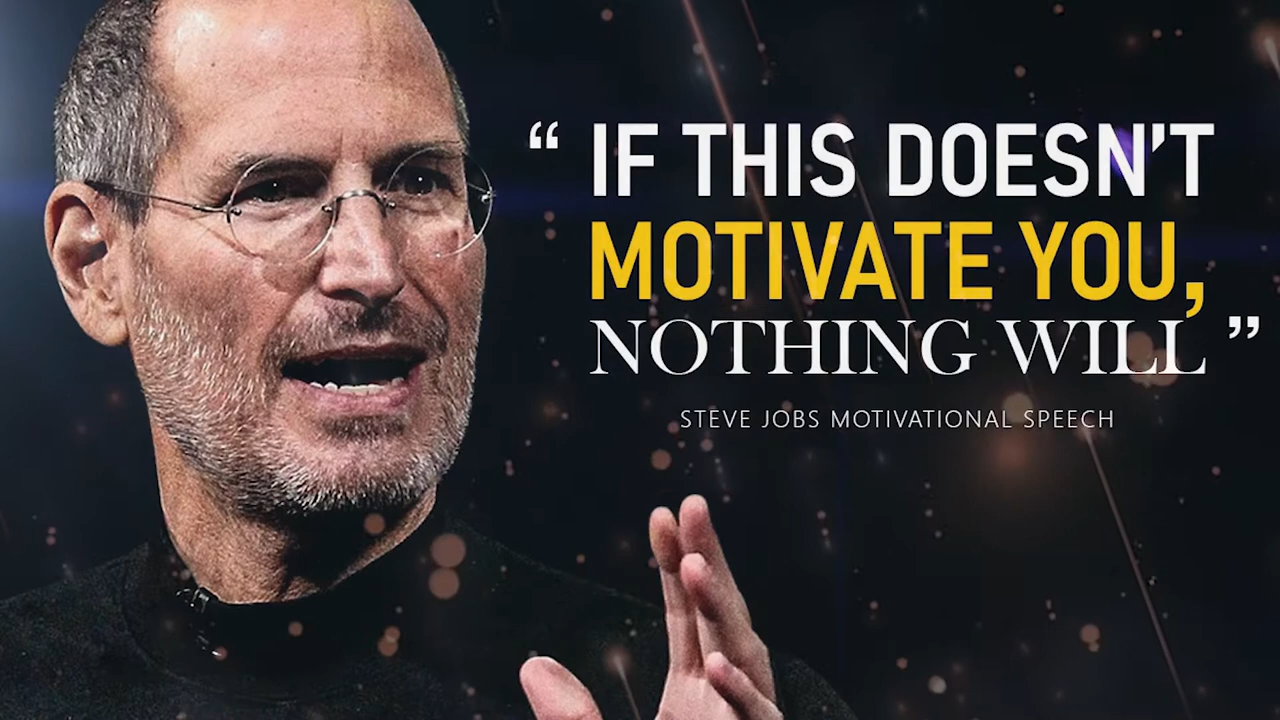 “ IF THIS DOESN’T
MOTIVATE YOU,
NOTHING WILL ”
STEVE JOBS MOTIVATIONAL SPEECH